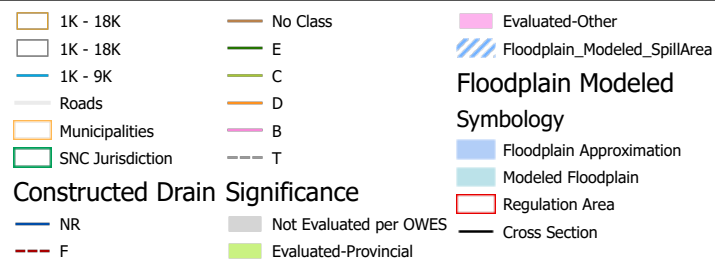 1K - 18K
1K - 18K
1K - 9K
Roads
Municipalities
SNC Jurisdiction
Constructed Drain
NR
F
No Class
E
C
D
B
T
Significance
Not Evaluated per OWES
Evaluated-Provincial
Evaluated-Other
Floodplain_Modeled_SpillArea
Floodplain Modeled
Symbology
Floodplain Approximation
Modeled Floodplain
Regulation Area
Cross Section